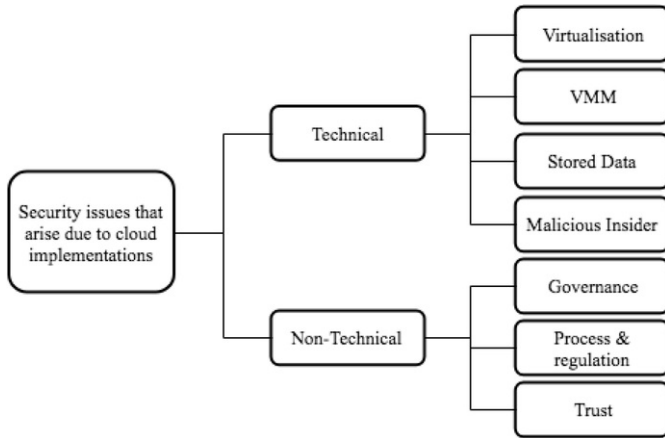 Security issues that
arise due to cloud
implementations
Technical
Virtualisation
VMM
Stored Data
Malicious Insider
Non-Technical
Governance
Process &
regulation
Trust